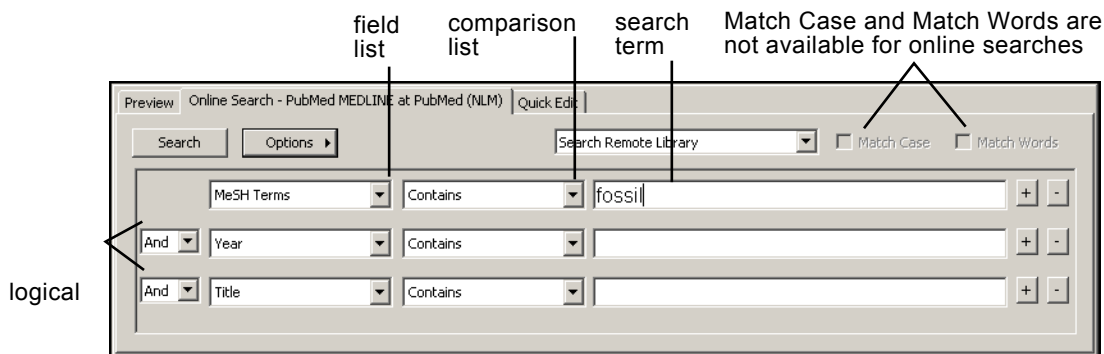 field list
comparison list
search term
Match Case and Match Words are
not available for online searches
Preview Online Search - PubMed MEDLINE at PubMed (NLM) Quick Edit
Search Options Search Remote Library Match Case Match Words
MeSH Terms Contains fossil + -
And Year Contains + -
logical
And Title Contains + -